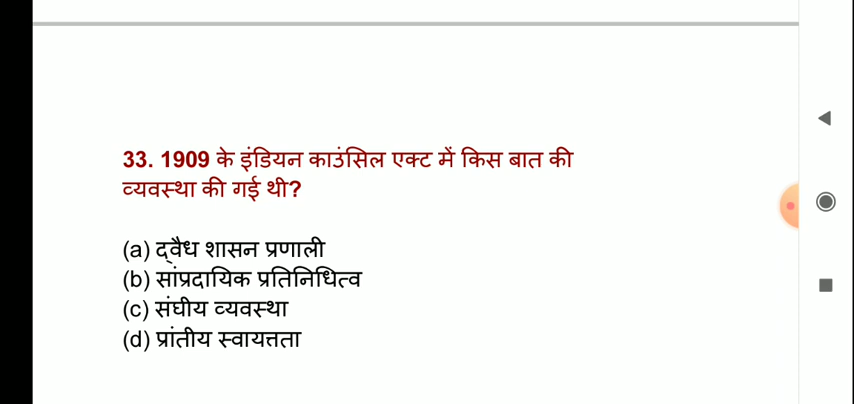 33. 1909 के इंडियन काउंसिल एक्ट में किस बात की
व्यवस्था की गई थी?
(a) द्वैध शासन प्रणाली
(b) सांप्रदायिक प्रतिनिधित्व
(c) संघीय व्यवस्था
(d) प्रांतीय स्वायत्तता